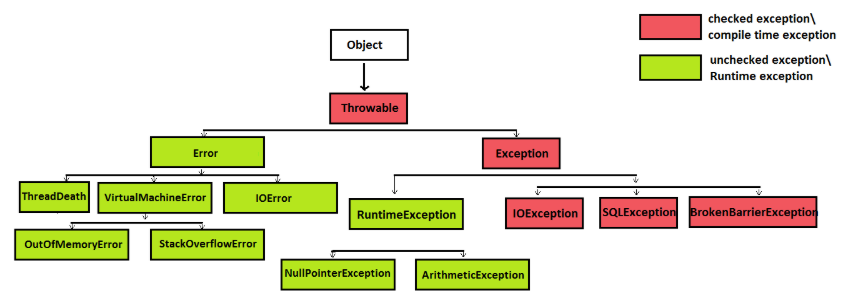 checked exception\
compile time exception
unchecked exception\
Runtime exception
Object
Throwable
Error
Exception
ThreadDeath
VirtualMachineError
IOError
RuntimeException
IOException
SQLException
BrokenBarrierException
OutOfMemoryError
StackOverflowError
NullPointerException
ArithmeticException